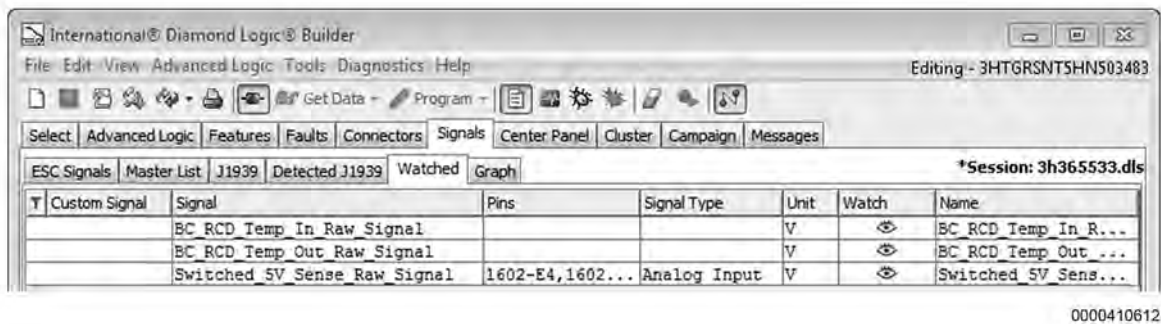 International® Diamond Logic® Builder
File Edit View Advanced Logic Tools Diagnostics Help Editing - 3HTGRSNT5HN503483
Get Data Program
Select Advanced Logic Features Faults Connectors Signals Center Panel Cluster Campaign Messages
ESC Signals Master List J1939 Detected J1939 Watched Graph *Session: 3h365533.dls
Custom Signal Signal Pins Signal Type Unit Watch Name
BC_RCD_Temp_In_Raw_Signal V BC_RCD_Temp_In_R...
BC_RCD_Temp_Out_Raw_Signal V BC_RCD_Temp_Out_...
Switched_5V_Sense_Raw_Signal 1602-E4,1602... Analog Input V Switched_5V_Sens...
0000410612